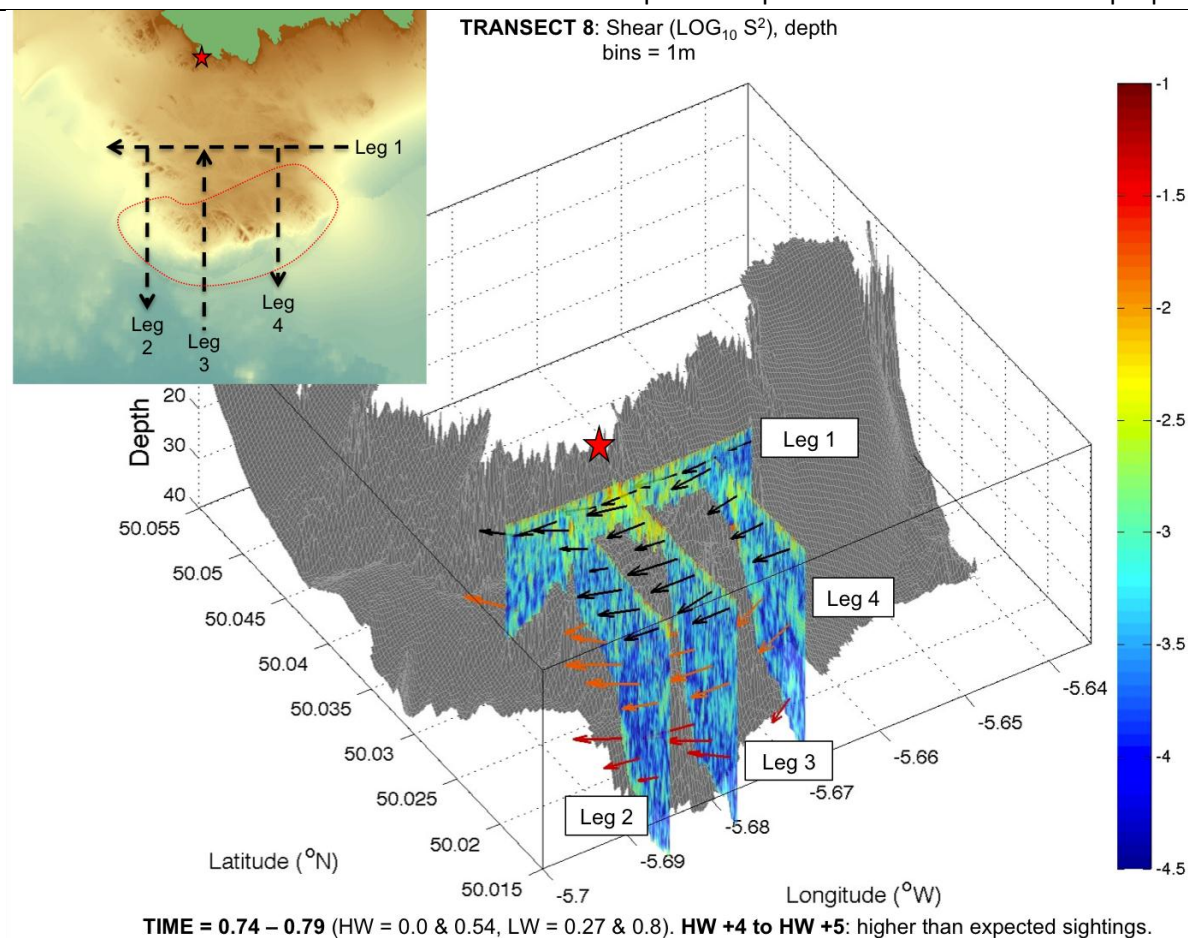 TRANSECT 8: Shear (LOG₁₀ S²), depth
bins = 1m
Leg 1
Leg
2
Leg
3
Leg
4
-1
-1.5
-2
-2.5
-3
-3.5
-4
-4.5
Depth
20
30
40
50.055
50.05
50.045
50.04
50.035
50.03
50.025
50.02
50.015
Latitude (°N)
Leg 1
Leg 4
Leg 3
Leg 2
-5.64
-5.65
-5.66
-5.67
-5.68
-5.69
-5.7
Longitude (°W)
TIME = 0.74 – 0.79 (HW = 0.0 & 0.54, LW = 0.27 & 0.8). HW +4 to HW +5: higher than expected sightings.